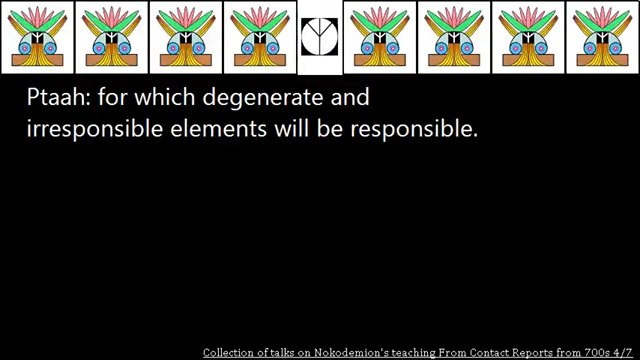 Ptaah: for which degenerate and
irresponsible elements will be responsible.
Collection of talks on Nokodemion's teaching From Contact Reports from 700s 4/7